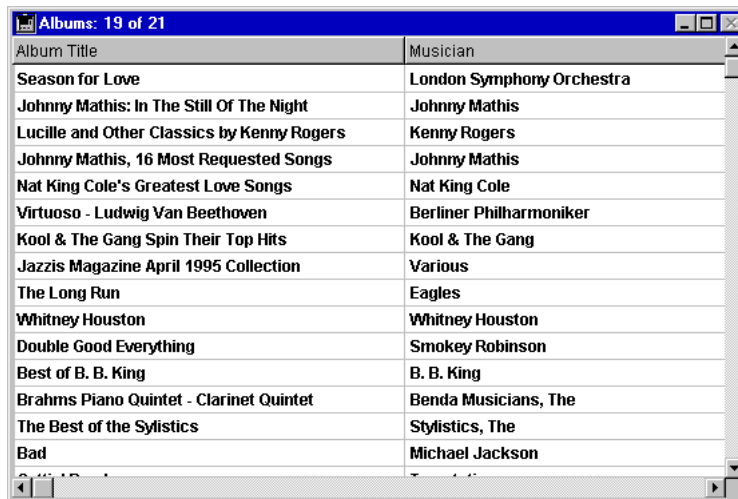 Albums: 19 of 21
Album Title Musician
Season for Love London Symphony Orchestra
Johnny Mathis: In The Still Of The Night Johnny Mathis
Lucille and Other Classics by Kenny Rogers Kenny Rogers
Johnny Mathis, 16 Most Requested Songs Johnny Mathis
Nat King Cole's Greatest Love Songs Nat King Cole
Virtuoso - Ludwig Van Beethoven Berliner Philharmoniker
Kool & The Gang Spin Their Top Hits Kool & The Gang
Jazzis Magazine April 1995 Collection Various
The Long Run Eagles
Whitney Houston Whitney Houston
Double Good Everything Smokey Robinson
Best of B. B. King B. B. King
Brahms Piano Quintet - Clarinet Quintet Benda Musicians, The
The Best of the Sylistics Stylistics, The
Bad Michael Jackson